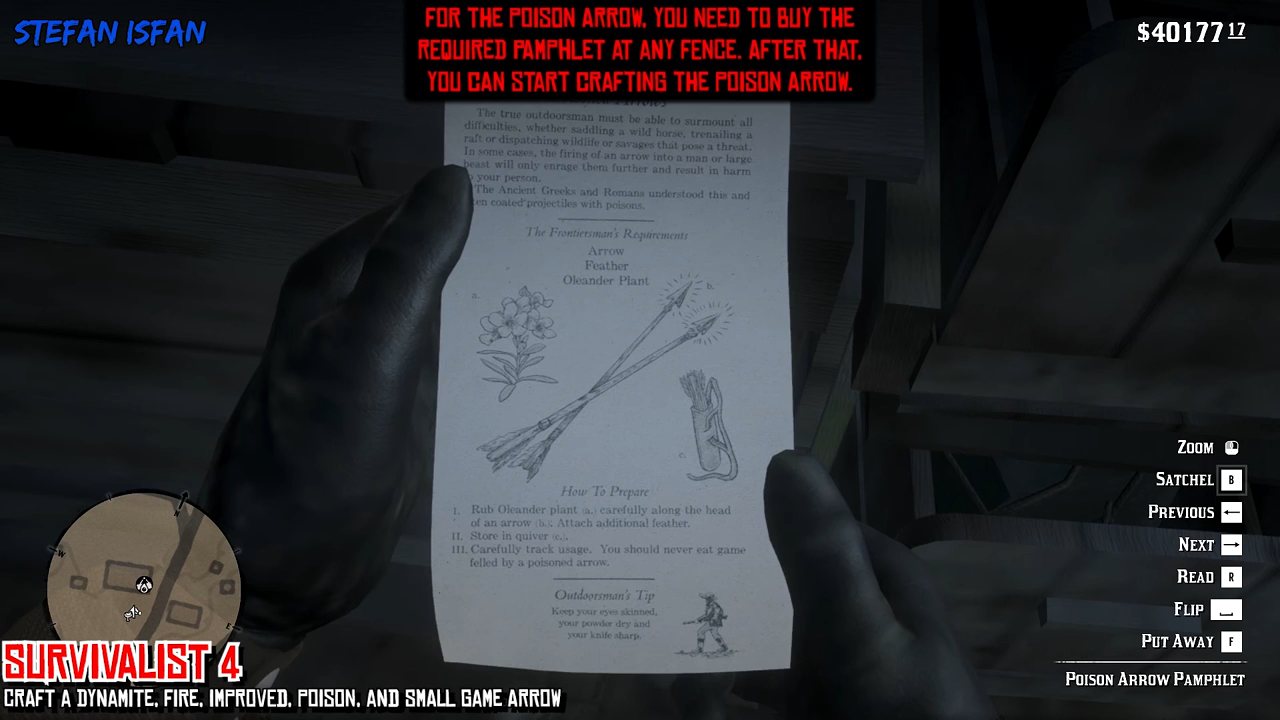 STEFAN ISFAN
FOR THE POISON ARROW, YOU NEED TO BUY THE
REQUIRED PAMPHLET AT ANY FENCE. AFTER THAT,
YOU CAN START CRAFTING THE POISON ARROW.
$40177 17
The true outdoorsman must be able to surmount all
difficulties, whether saddling a wild horse, trenailing a
raft or dispatching wildlife or savages that pose a threat.
In some cases, the firing of an arrow into a man or large
beast will only enrage them further and result in harm
your person.
The Ancient Greeks and Romans understood this and
coated projectiles with poisons.
The Frontiersman's Requirements
Arrow
Feather
Oleander Plant
a.
b.
c.
How To Prepare
I. Rub Oleander plant (a.) carefully along the head
of an arrow (b.). Attach additional feather.
II. Store in quiver (c.).
III. Carefully track usage. You should never eat game
felled by a poisoned arrow.
Outdoorsman's Tip
Keep your eyes skinned,
your powder dry and
your knife sharp.
ZOOM
SATCHEL B
PREVIOUS ←
NEXT →
READ R
FLIP
PUT AWAY F
POISON ARROW PAMPHLET
N
W
E
SURVIVALIST 4
CRAFT A DYNAMITE, FIRE, IMPROVED, POISON, AND SMALL GAME ARROW